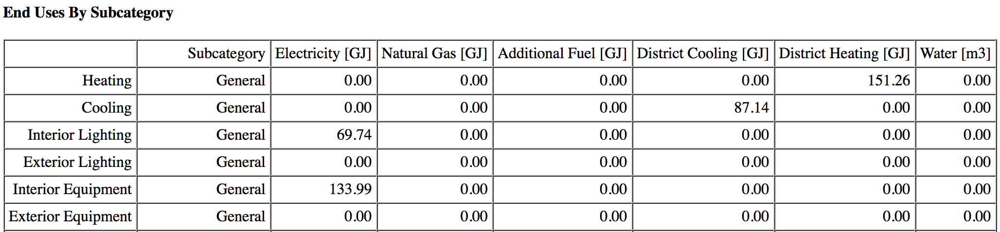 End Uses By Subcategory
Subcategory Electricity [GJ] Natural Gas [GJ] Additional Fuel [GJ] District Cooling [GJ] District Heating [GJ] Water [m3]
Heating General 0.00 0.00 0.00 0.00 151.26 0.00
Cooling General 0.00 0.00 0.00 87.14 0.00 0.00
Interior Lighting General 69.74 0.00 0.00 0.00 0.00 0.00
Exterior Lighting General 0.00 0.00 0.00 0.00 0.00 0.00
Interior Equipment General 133.99 0.00 0.00 0.00 0.00 0.00
Exterior Equipment General 0.00 0.00 0.00 0.00 0.00 0.00